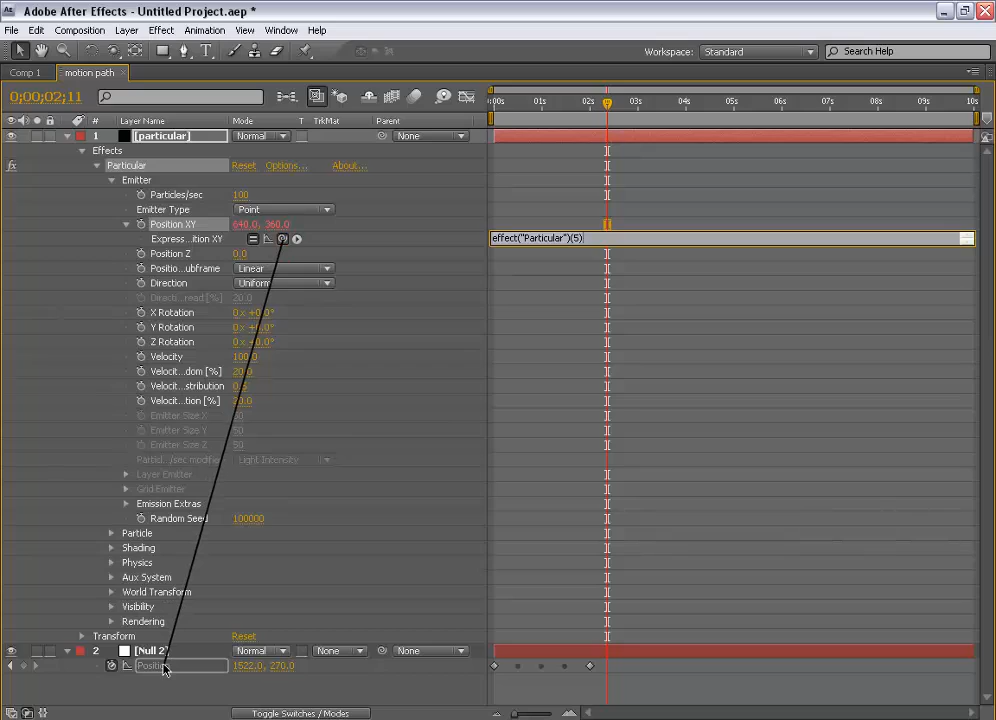 Adobe After Effects - Untitled Project.aep *
File Edit Composition Layer Effect Animation View Window Help
Workspace: Standard Search Help
Comp 1 motion path
0;00;02;11
:00s 01s 02s 03s 04s 05s 06s 07s 08s 09s 10s
# Layer Name Mode T TrkMat Parent
1 [particular] Normal None
Effects
fx Particular Reset Options... About...
Emitter
Particles/sec 100
Emitter Type Point
Position XY 640.0, 360.0
Express...ition XY effect("Particular")(5)
Position Z 0.0
Positio...ubframe Linear
Direction Uniform
Directi...read [%] 20.0
X Rotation 0 x +0.0°
Y Rotation 0 x +0.0°
Z Rotation 0 x +0.0°
Velocity 100.0
Velocit...dom [%] 20.0
Velocit...stribution
Velocit...tion [%]
Emitter Size X
Emitter Size Y 50
Emitter Size Z 50
Particl.../sec modifi Light Intensity
Layer Emitter
Grid Emitter
Emission Extras
Random Seed 100000
Particle
Shading
Physics
Aux System
World Transform
Visibility
Rendering
Transform Reset
2 [Null 2] Normal None None
Position 1522.0, 270.0
Toggle Switches / Modes